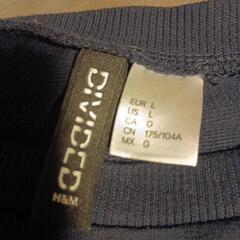 DIVIDED
H&M
EUR L
US L
CA G
CN 175/104A
MX G